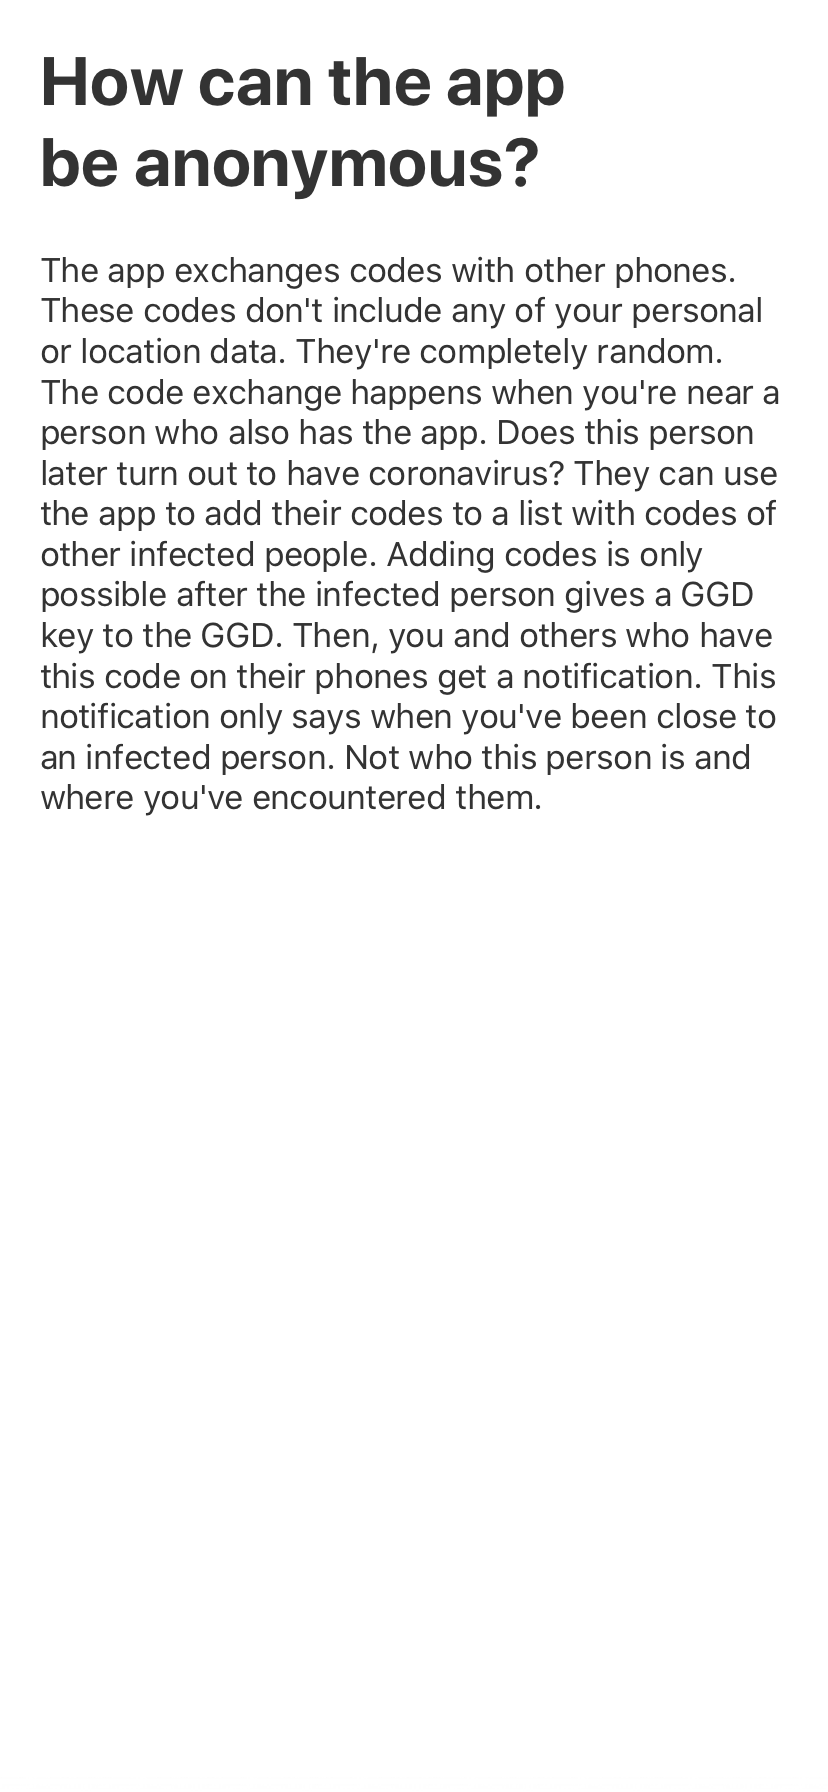 How can the app
be anonymous?
The app exchanges codes with other phones.
These codes don't include any of your personal
or location data. They're completely random.
The code exchange happens when you're near a
person who also has the app. Does this person
later turn out to have coronavirus? They can use
the app to add their codes to a list with codes of
other infected people. Adding codes is only
possible after the infected person gives a GGD
key to the GGD. Then, you and others who have
this code on their phones get a notification. This
notification only says when you've been close to
an infected person. Not who this person is and
where you've encountered them.